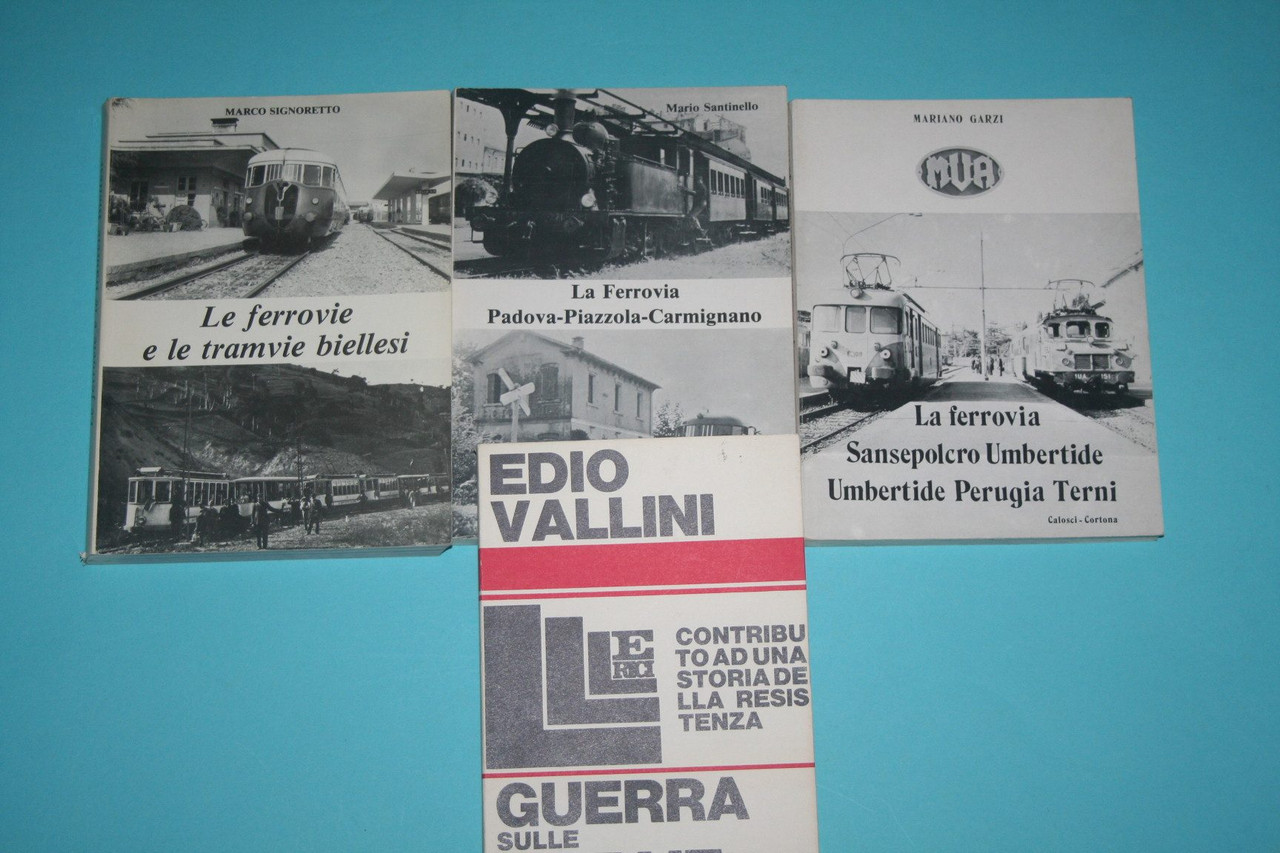 MARCO SIGNORETTO
Le ferrovie
e le tramvie biellesi
Mario Santinello
La Ferrovia
Padova-Piazzola-Carmignano
MARIANO GARZI
MUA
La ferrovia
Sansepolcro Umbertide
Umbertide Perugia Terni
Calosci - Cortona
EDIO
VALLINI
LLLE
RICI
CONTRIBU
TO AD UNA
STORIA DE
LLA RESIS
TENZA
GUERRA
SULLE